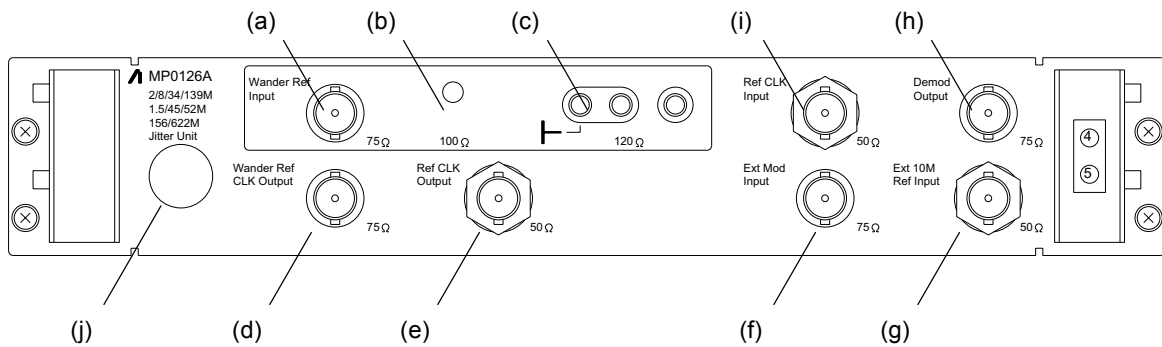 (a) (b) (c) (i) (h)
MP0126A
2/8/34/139M
1.5/45/52M
156/622M
Jitter Unit
Wander Ref
Input
75Ω
100Ω
120Ω
Ref CLK
Input
50Ω
Demod
Output
75Ω
4
5
Wander Ref
CLK Output
75Ω
Ref CLK
Output
50Ω
Ext Mod
Input
75Ω
Ext 10M
Ref Input
50Ω
(j) (d) (e) (f) (g)